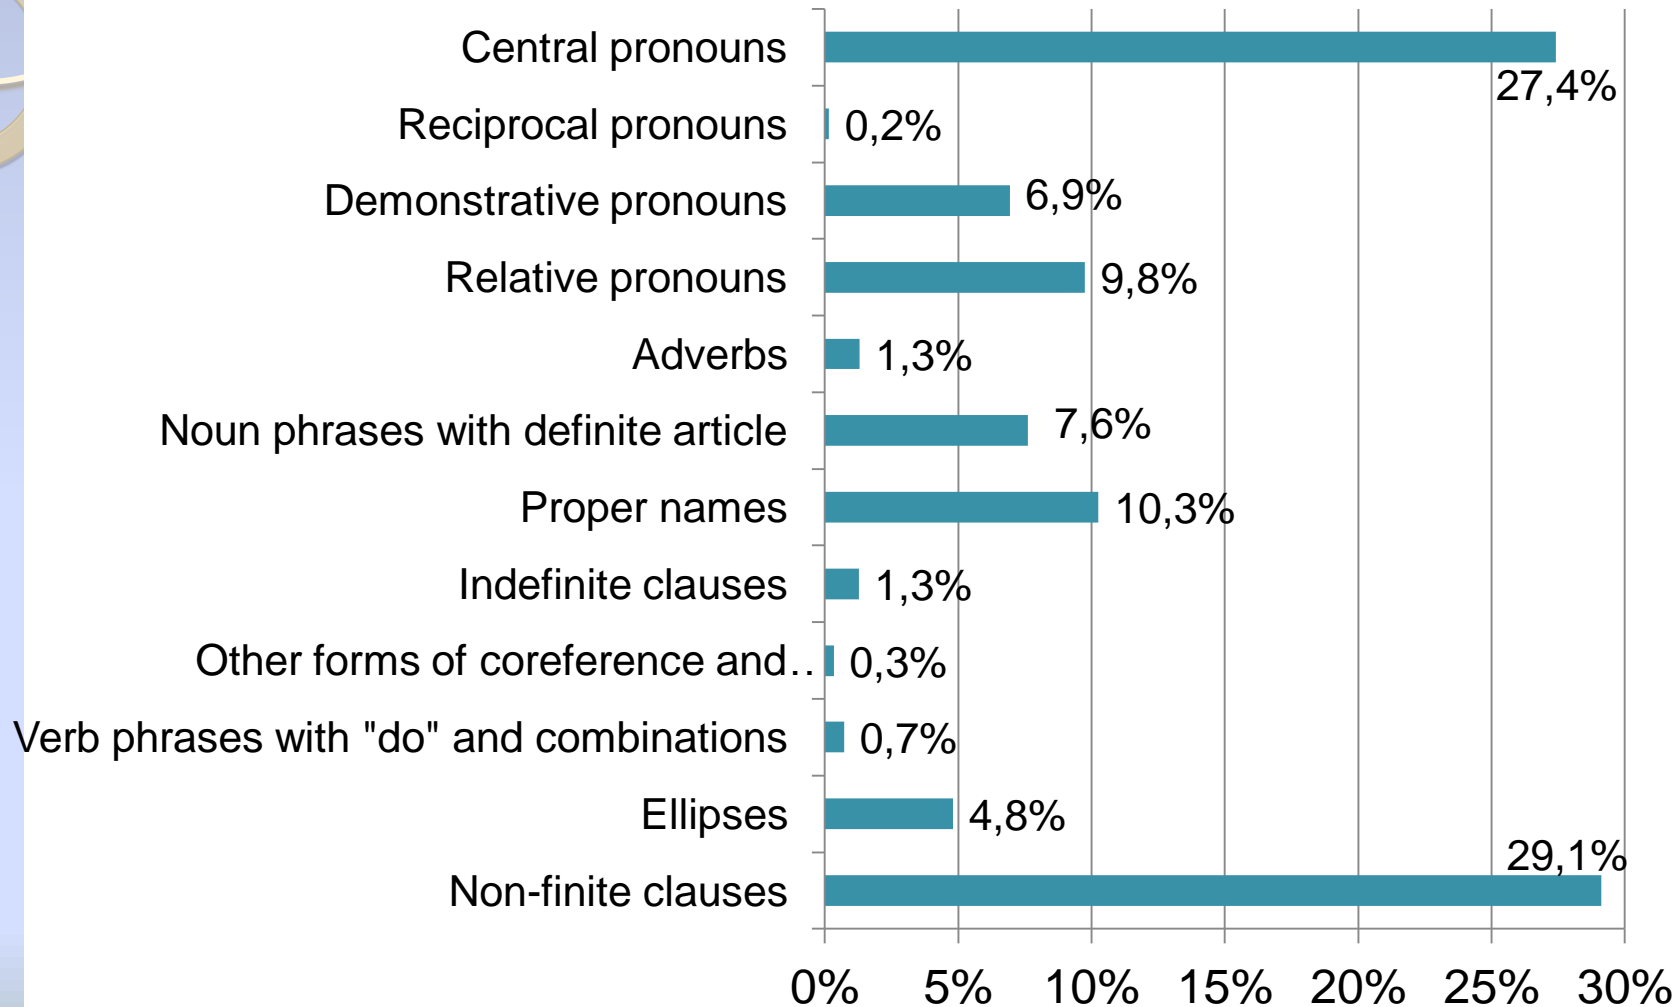 Central pronouns
27,4%
Reciprocal pronouns 0,2%
Demonstrative pronouns 6,9%
Relative pronouns 9,8%
Adverbs 1,3%
Noun phrases with definite article 7,6%
Proper names 10,3%
Indefinite clauses 1,3%
Other forms of coreference and.. 0,3%
Verb phrases with "do" and combinations 0,7%
Ellipses 4,8%
29,1%
Non-finite clauses
0% 5% 10% 15% 20% 25% 30%